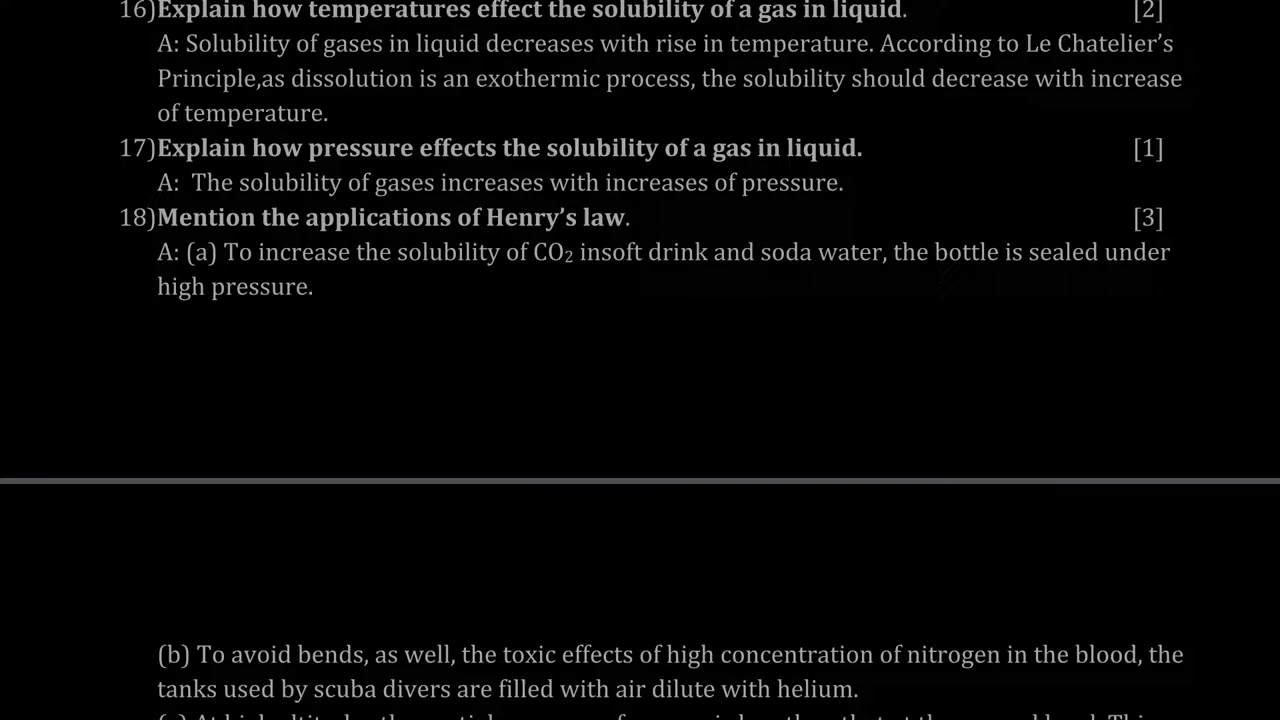 16)Explain how temperatures effect the solubility of a gas in liquid. [2]
A: Solubility of gases in liquid decreases with rise in temperature. According to Le Chatelier’s
Principle,as dissolution is an exothermic process, the solubility should decrease with increase
of temperature.
17)Explain how pressure effects the solubility of a gas in liquid. [1]
A:  The solubility of gases increases with increases of pressure.
18)Mention the applications of Henry’s law. [3]
A: (a) To increase the solubility of CO₂ insoft drink and soda water, the bottle is sealed under
high pressure.
(b) To avoid bends, as well, the toxic effects of high concentration of nitrogen in the blood, the
tanks used by scuba divers are filled with air dilute with helium.